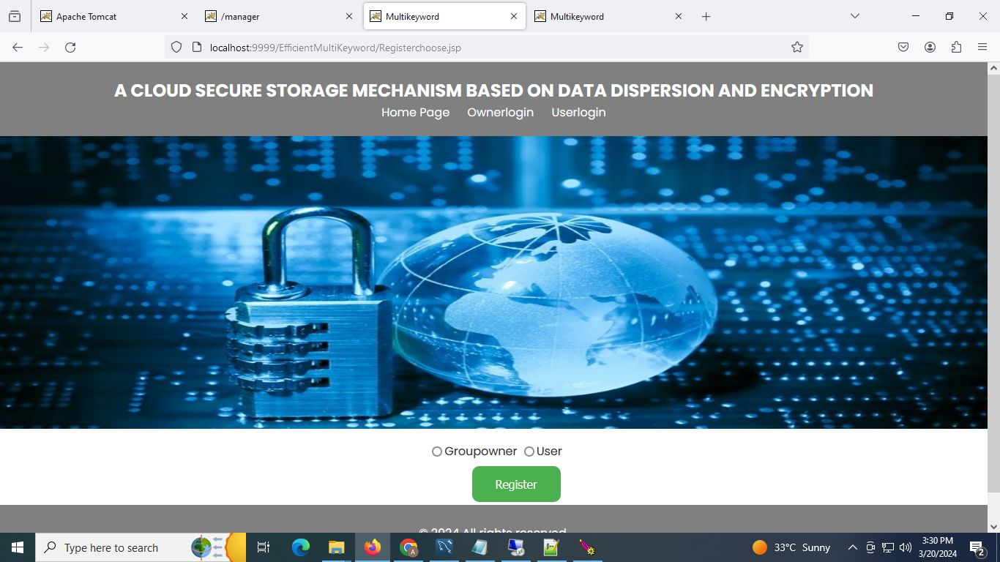 Apache Tomcat
/manager
Multikeyword
Multikeyword
localhost:9999/EfficientMultiKeyword/Registerchoose.jsp
A CLOUD SECURE STORAGE MECHANISM BASED ON DATA DISPERSION AND ENCRYPTION
Home Page Ownerlogin Userlogin
Groupowner User
Register
© 2024 All rights reserved
Type here to search
33°C Sunny
3:30 PM
3/20/2024
2